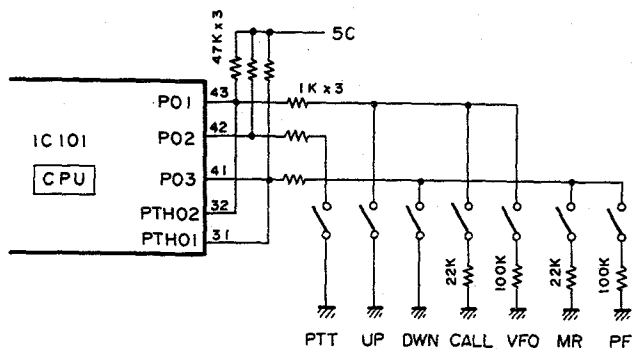 47K x 3
5C
P01 43
1K x 3
P02 42
IC101
CPU
P03 41
PTH02 32
PTH01 31
22K
100K
22K
100K
PTT UP DWN CALL VFO MR PF